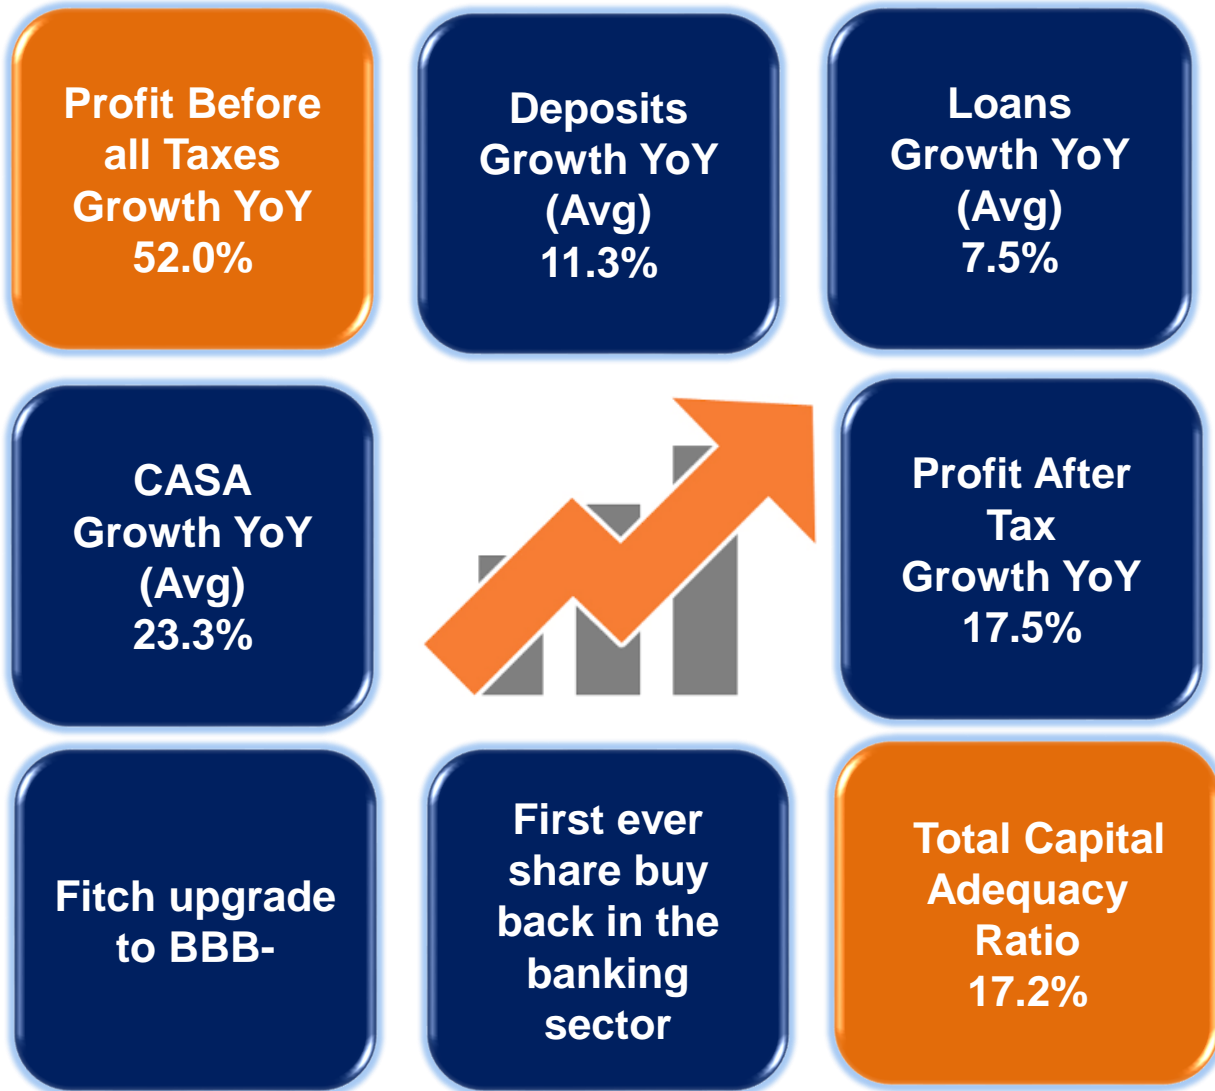 Profit Before
all Taxes
Growth YoY
52.0%
Deposits
Growth YoY
(Avg)
11.3%
Loans
Growth YoY
(Avg)
7.5%
CASA
Growth YoY
(Avg)
23.3%
Profit After
Tax
Growth YoY
17.5%
Fitch upgrade
to BBB-
First ever
share buy
back in the
banking
sector
Total Capital
Adequacy
Ratio
17.2%